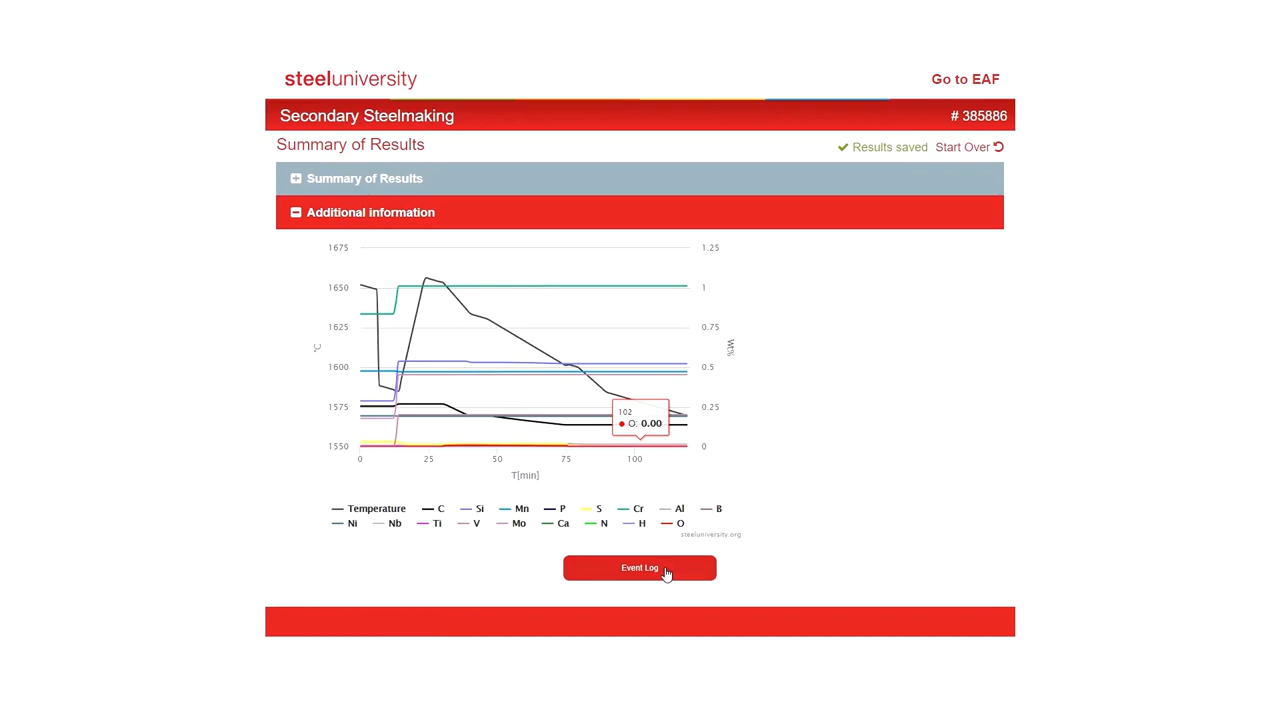 steeluniversity
Go to EAF
Secondary Steelmaking
# 385886
Summary of Results
Results saved
Start Over
Summary of Results
Additional information
1675
1650
1625
1600
1575
1550
°C
1.25
1
0.75
0.5
0.25
0
Wt%
102
O: 0.00
0 25 50 75 100
T[min]
Temperature C Si Mn P S Cr Al B
Ni Nb Ti V Mo Ca N H O
steeluniversity.org
Event Log